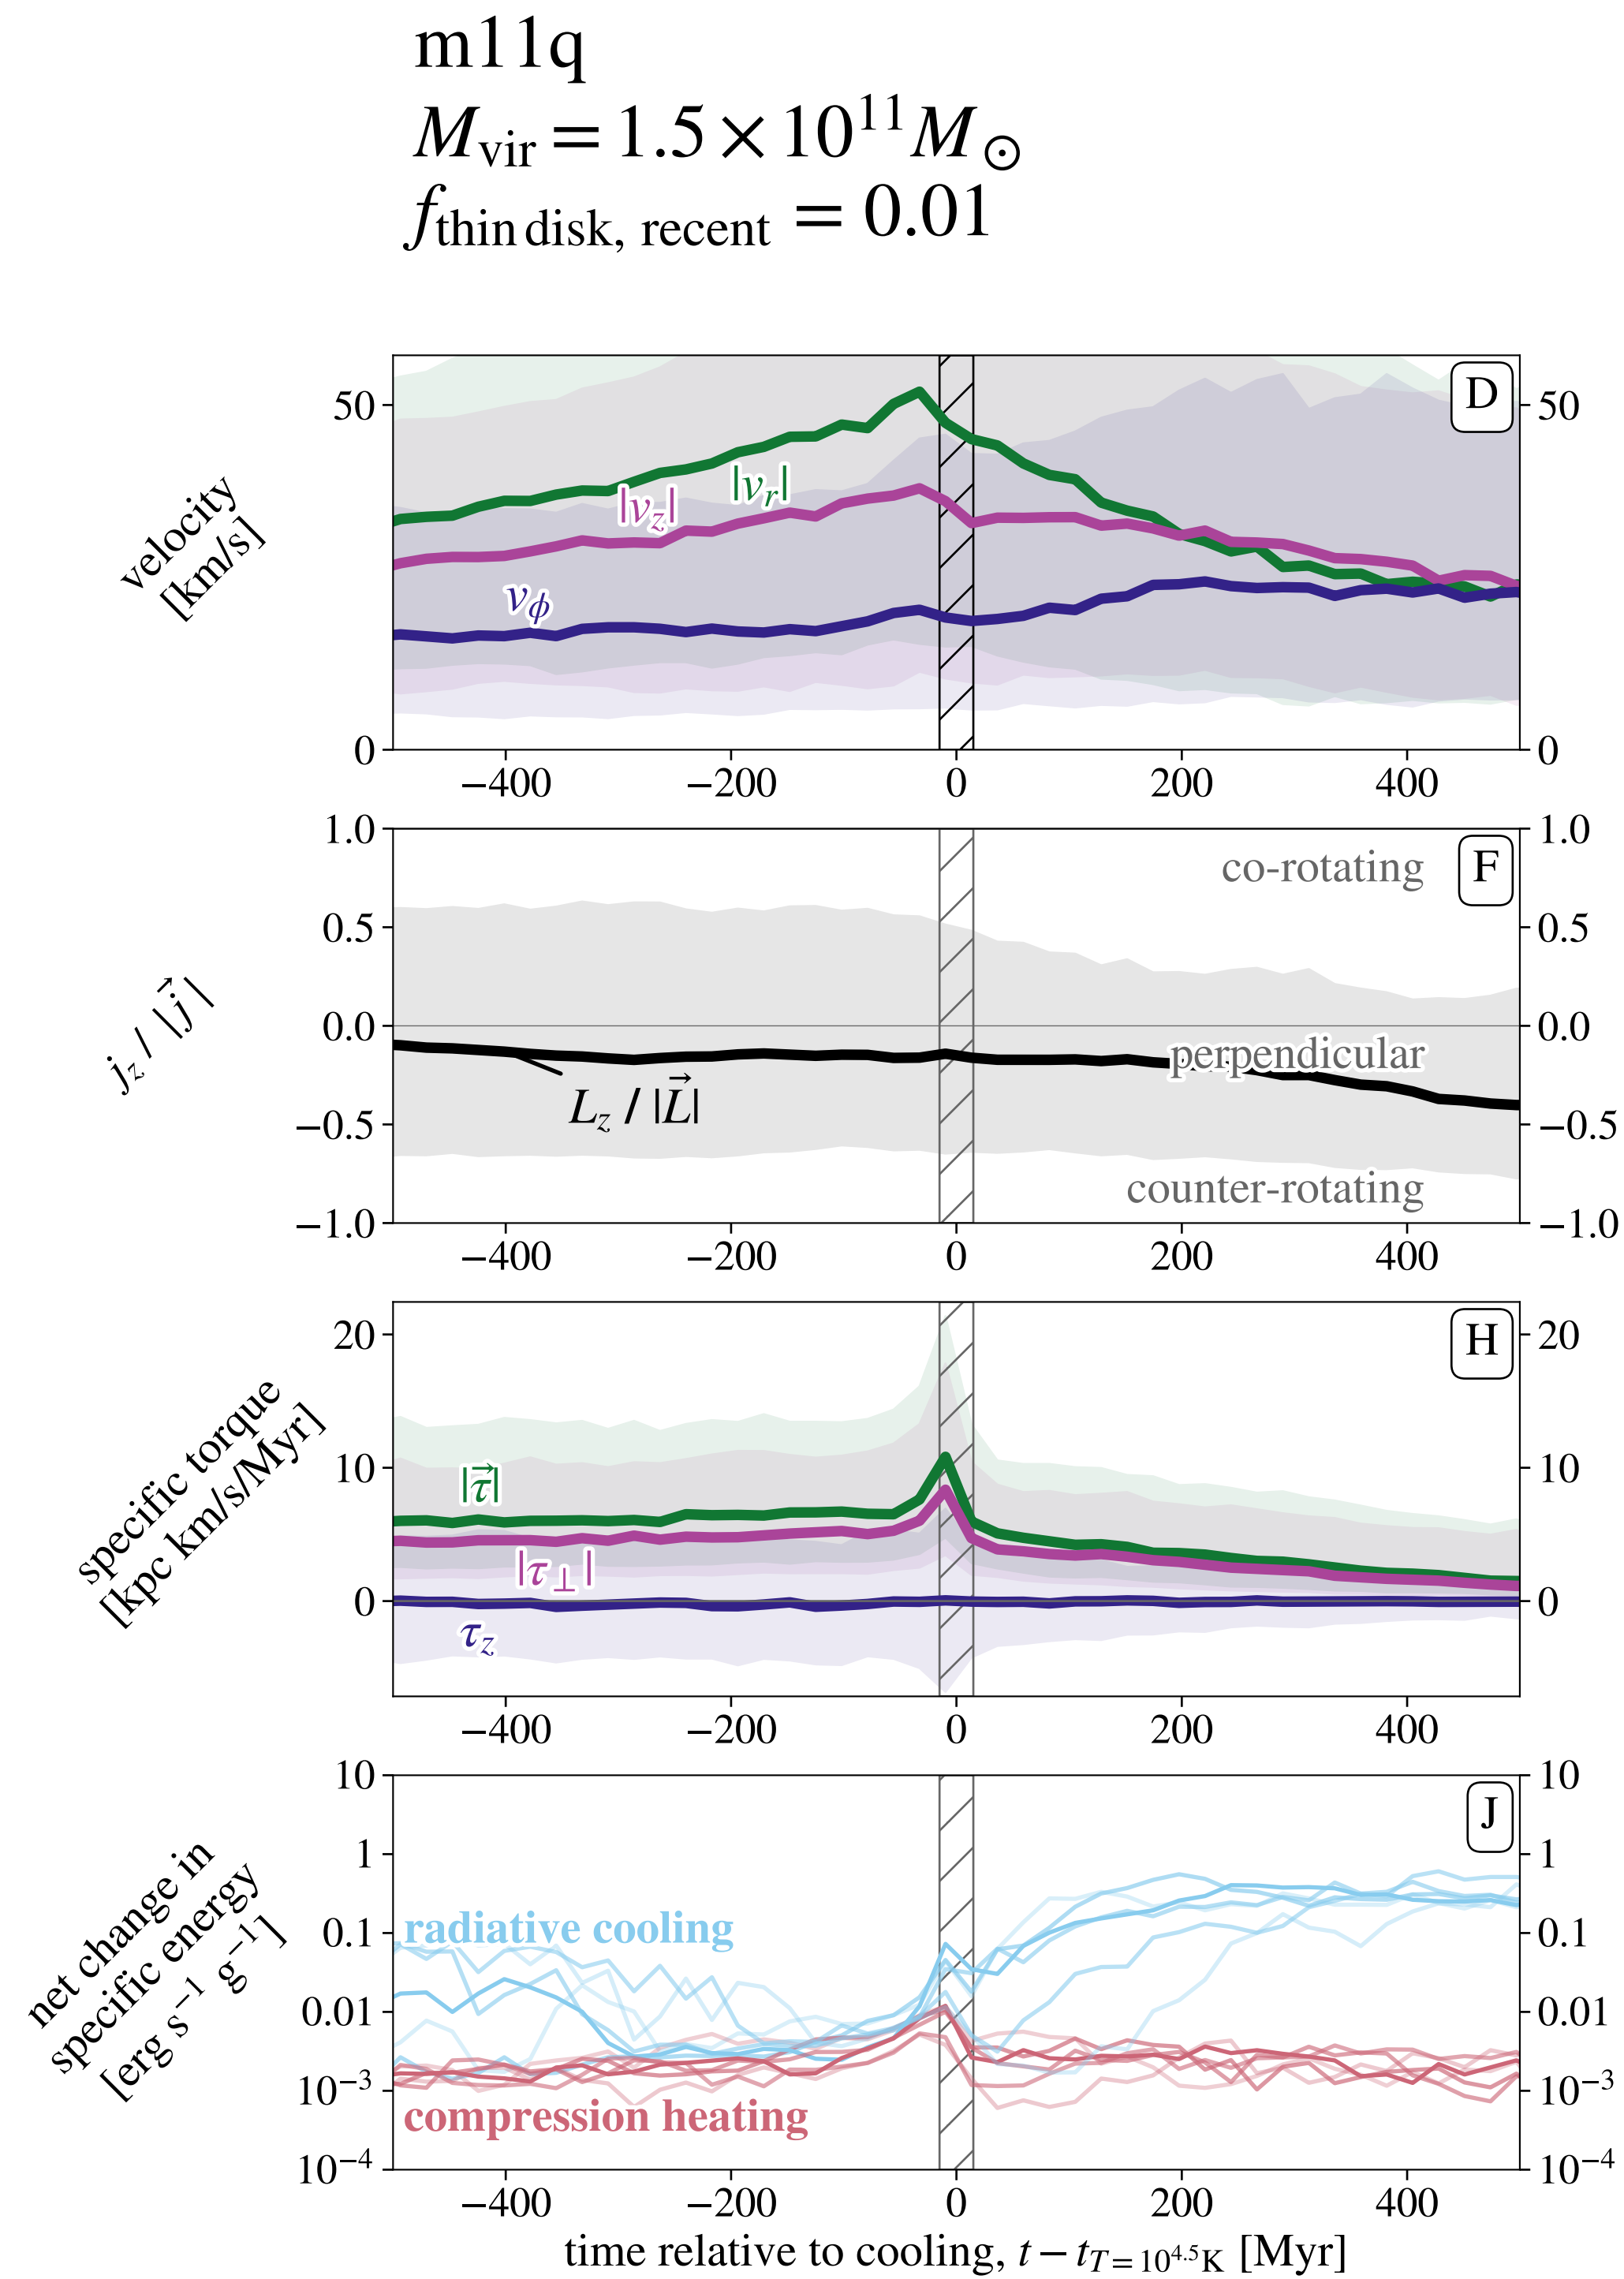 m11q
M_vir = 1.5 × 10^11 M_⊙
f_thin disk, recent = 0.01
velocity
[km/s]
50
0
|v_r|
|v_z|
v_ϕ
D
50
0
−400 −200 0 200 400
j_z / |j⃗|
1.0
0.5
0.0
−0.5
−1.0
co-rotating
F
perpendicular
L_z / |L⃗|
counter-rotating
1.0
0.5
0.0
−0.5
−1.0
−400 −200 0 200 400
specific torque
[kpc km/s/Myr]
20
10
0
H
|τ⃗|
|τ_⊥|
τ_z
20
10
0
−400 −200 0 200 400
net change in
specific energy
[erg s^−1 g^−1]
10
1
0.1
0.01
10^−3
10^−4
J
radiative cooling
compression heating
10
1
0.1
0.01
10^−3
10^−4
−400 −200 0 200 400
time relative to cooling, t − t_T=10^4.5K [Myr]